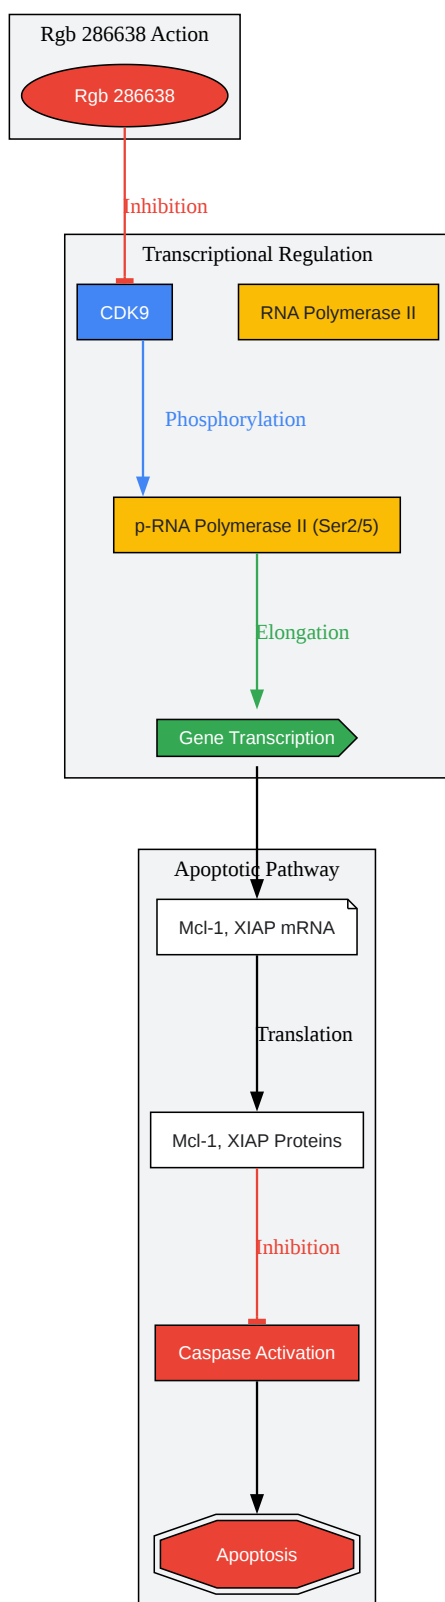 Rgb 286638 Action
Rgb 286638
Inhibition
Transcriptional Regulation
CDK9
RNA Polymerase II
Phosphorylation
p-RNA Polymerase II (Ser2/5)
Elongation
Gene Transcription
Apoptotic Pathway
Mcl-1, XIAP mRNA
Translation
Mcl-1, XIAP Proteins
Inhibition
Caspase Activation
Apoptosis